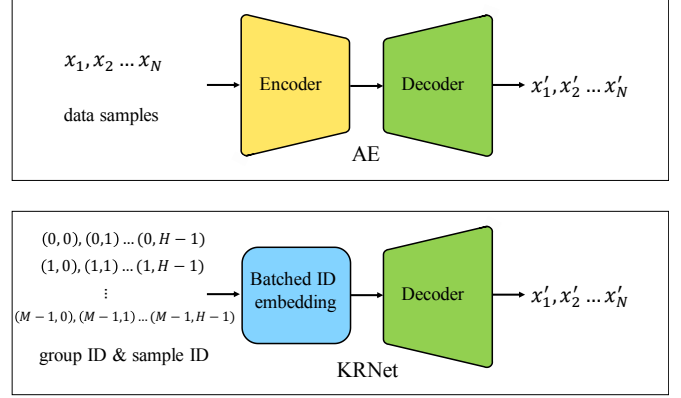 x₁, x₂ … x_N
data samples
Encoder
Decoder
x′₁, x′₂ … x′_N
AE
(0, 0), (0,1) … (0, H − 1)
(1, 0), (1,1) … (1, H − 1)
⋮
(M − 1,0), (M − 1,1) … (M − 1, H − 1)
group ID & sample ID
Batched ID
embedding
Decoder
x′₁, x′₂ … x′_N
KRNet